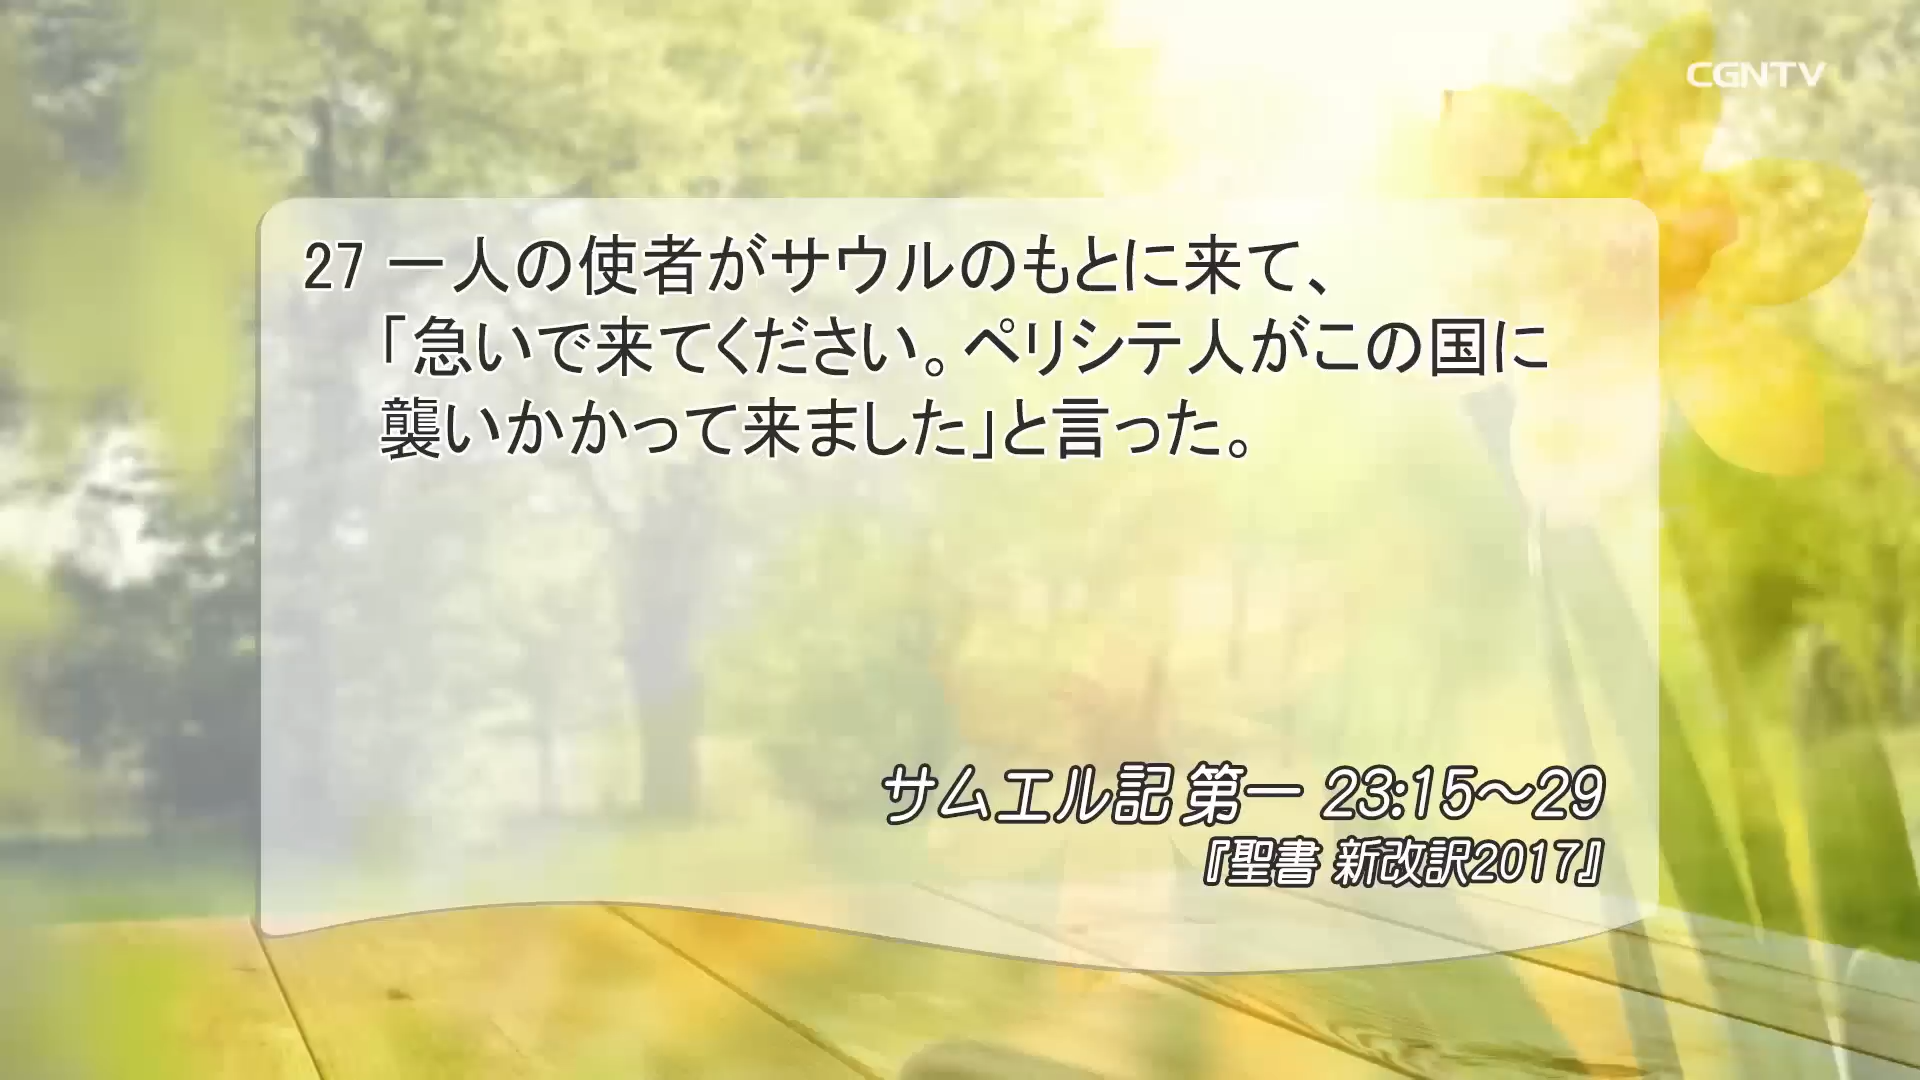 CGNTV
27 一人の使者がサウルのもとに来て、
「急いで来てください。ペリシテ人がこの国に
襲いかかって来ました」と言った。
サムエル記 第一 23:15～29
『聖書 新改訳2017』